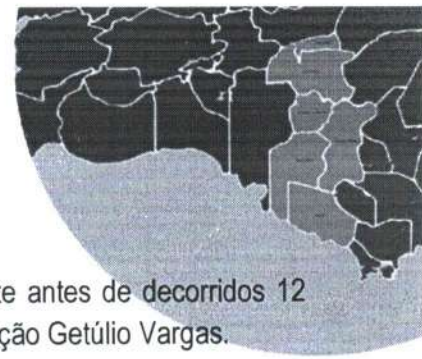 te antes de decorridos 12
ção Getúlio Vargas.